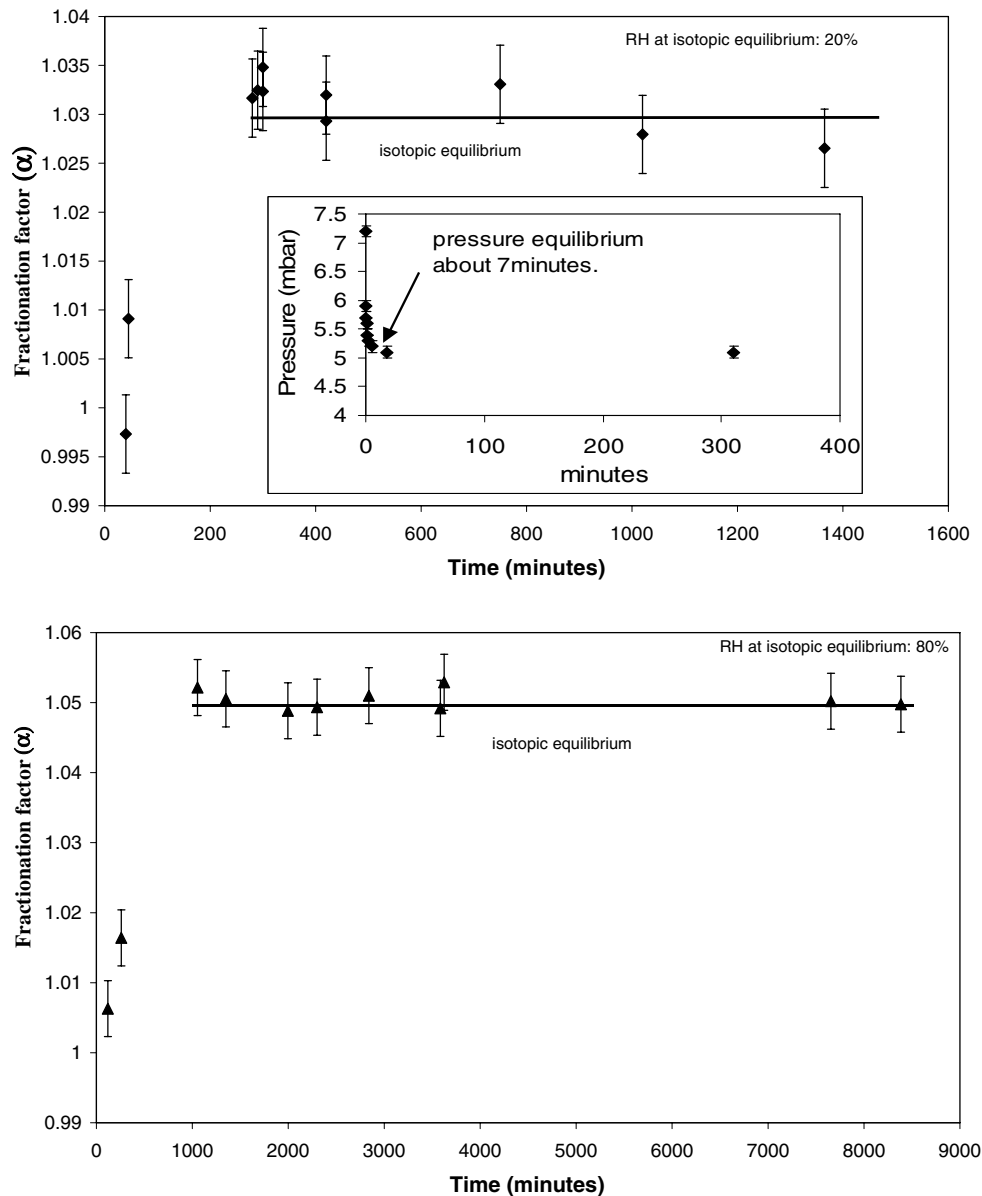 1.04
1.035
1.03
1.025
1.02
1.015
1.01
1.005
1
0.995
0.99
Fractionation factor (α)
RH at isotopic equilibrium: 20%
isotopic equilibrium
7.5
7
6.5
6
5.5
5
4.5
4
Pressure (mbar)
pressure equilibrium
about 7minutes.
0 100 200 300 400
minutes
0 200 400 600 800 1000 1200 1400 1600
Time (minutes)
1.06
1.05
1.04
1.03
1.02
1.01
1
0.99
Fractionation factor (α)
RH at isotopic equilibrium: 80%
isotopic equilibrium
0 1000 2000 3000 4000 5000 6000 7000 8000 9000
Time (minutes)